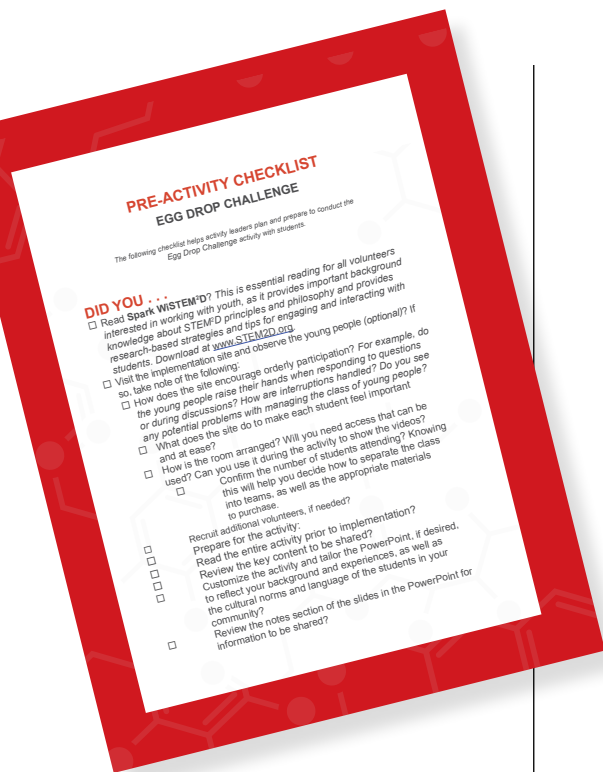 PRE-ACTIVITY CHECKLIST
EGG DROP CHALLENGE
The following checklist helps activity leaders plan and prepare to conduct the
Egg Drop Challenge activity with students.
DID YOU . . .
☐ Read Spark WiSTEM²D? This is essential reading for all volunteers
interested in working with youth, as it provides important background
knowledge about STEM²D principles and philosophy and provides
research-based strategies and tips for engaging and interacting with
students. Download at www.STEM2D.org.
☐ Visit the implementation site and observe the young people (optional)? If
so, take note of the following:
☐ How does the site encourage orderly participation? For example, do
the young people raise their hands when responding to questions
or during discussions? How are interruptions handled? Do you see
any potential problems with managing the class of young people?
☐ What does the site do to make each student feel important
and at ease?
☐ How is the room arranged? Will you need access that can be
used? Can you use it during the activity to show the videos?
☐ Confirm the number of students attending? Knowing
this will help you decide how to separate the class
into teams, as well as the appropriate materials
to purchase.
Recruit additional volunteers, if needed?
☐ Prepare for the activity:
☐ Read the entire activity prior to implementation?
☐ Review the key content to be shared?
☐ Customize the activity and tailor the PowerPoint, if desired,
☐ to reflect your background and experiences, as well as
the cultural norms and language of the students in your
community?
Review the notes section of the slides in the PowerPoint for
☐ information to be shared?